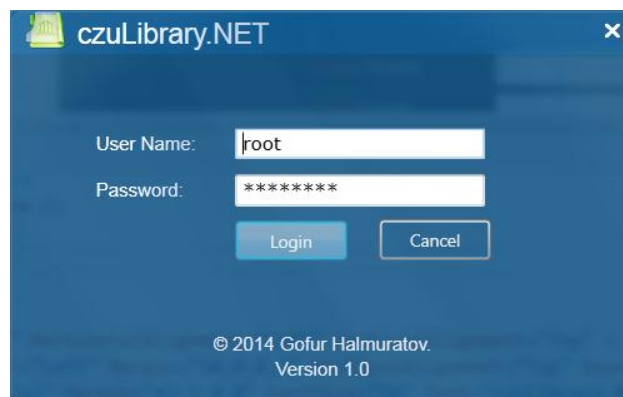 czuLibrary.NET
User Name: root
Password: ********
Login Cancel
© 2014 Gofur Halmuratov.
Version 1.0